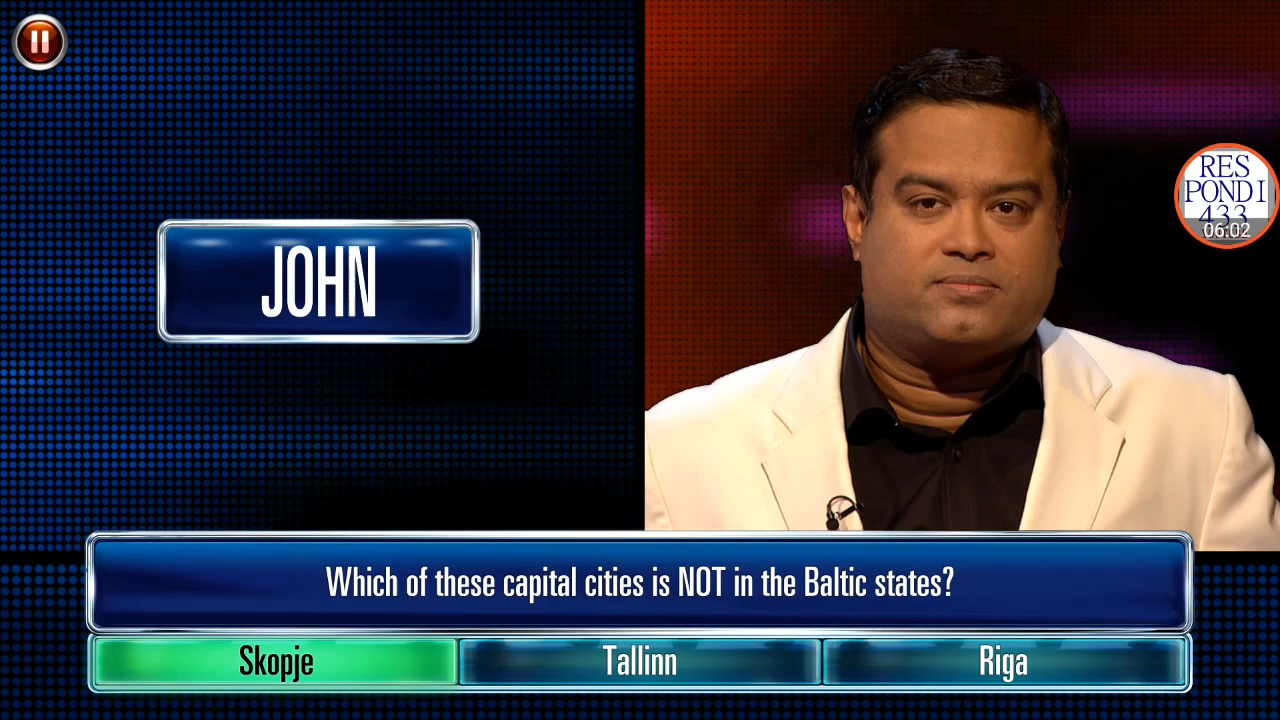 JOHN
RES
PONDI
433
06:02
Which of these capital cities is NOT in the Baltic states?
Skopje
Tallinn
Riga